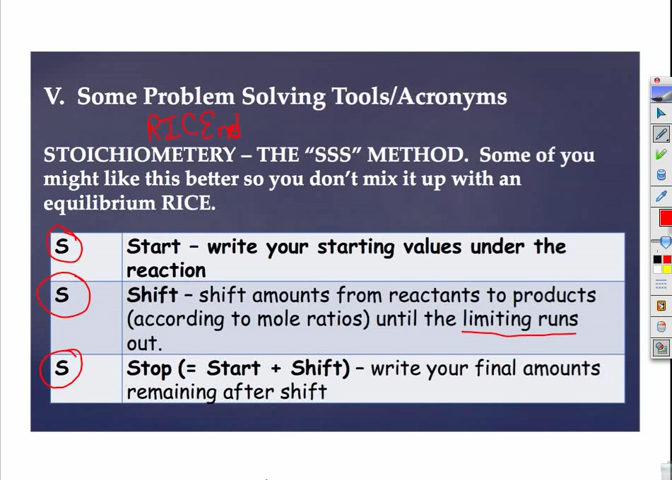 V. Some Problem Solving Tools/Acronyms
RICEnd
STOICHIOMETERY – THE "SSS" METHOD. Some of you
might like this better so you don't mix it up with an
equilibrium RICE.
S Start – write your starting values under the
reaction
S Shift – shift amounts from reactants to products
(according to mole ratios) until the limiting runs
out.
S Stop (= Start + Shift) – write your final amounts
remaining after shift